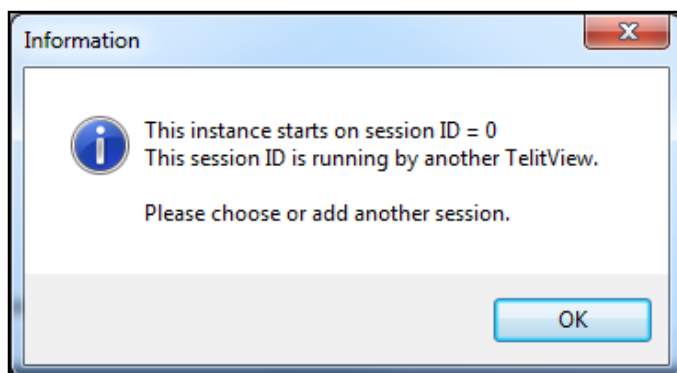 Information
This instance starts on session ID = 0
This session ID is running by another TelitView.
Please choose or add another session.
OK